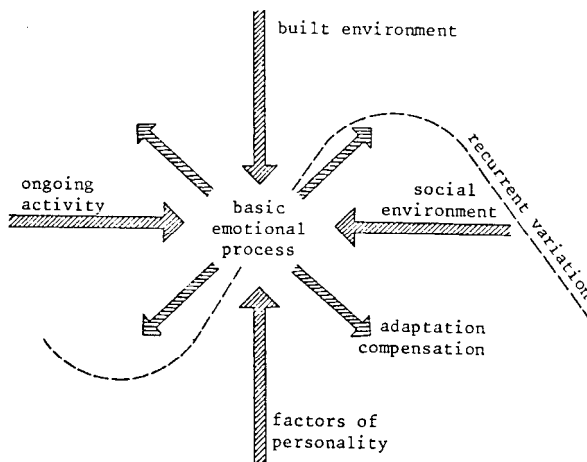 built environment
recurrent variation
ongoing
activity
social
environment
basic
emotional
process
adaptation
compensation
factors of
personality